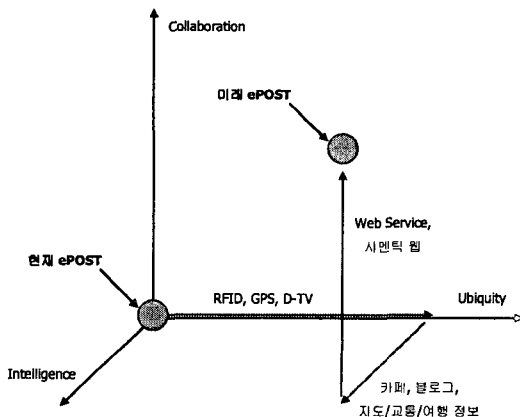 Collaboration
미래 ePOST
Web Service,
시멘틱 웹
현재 ePOST
RFID, GPS, D-TV
Ubiquity
Intelligence
카페, 블로그,
지도/교통/여행 정보